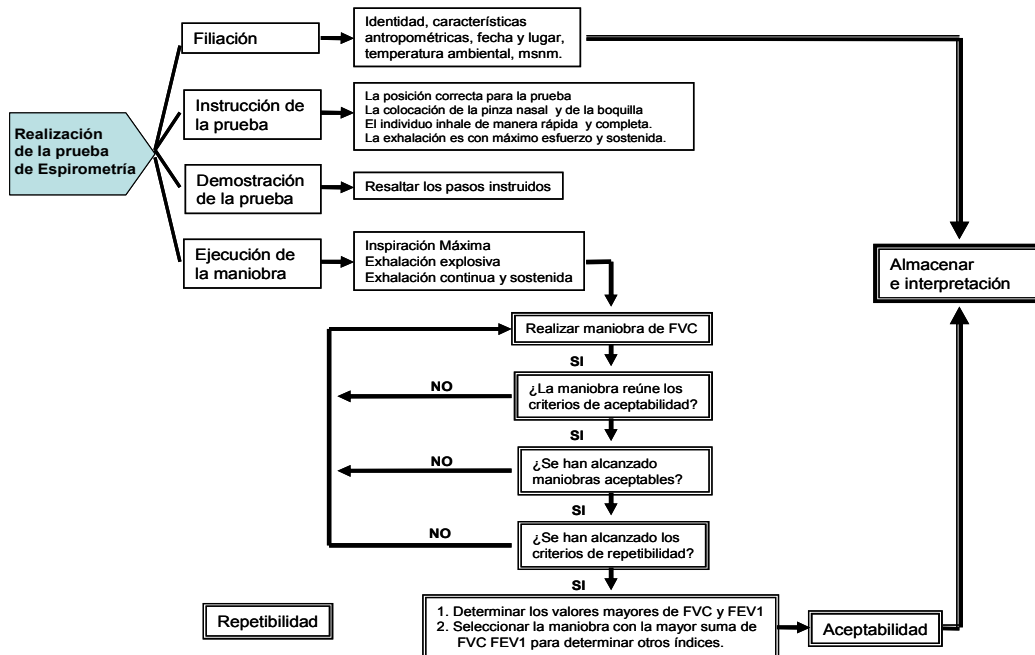 Realización
de la prueba
de Espirometría
Filiación
Identidad, características
antropométricas, fecha y lugar,
temperatura ambiental, msnm.
Instrucción de
la prueba
La posición correcta para la prueba
La colocación de la pinza nasal y de la boquilla
El individuo inhale de manera rápida y completa.
La exhalación es con máximo esfuerzo y sostenida.
Demostración
de la prueba
Resaltar los pasos instruidos
Ejecución de
la maniobra
Inspiración Máxima
Exhalación explosiva
Exhalación continua y sostenida
Almacenar
e interpretación
Realizar maniobra de FVC
SI
NO
¿La maniobra reúne los
criterios de aceptabilidad?
SI
NO
¿Se han alcanzado
maniobras aceptables?
SI
NO
¿Se han alcanzado los
criterios de repetibilidad?
SI
Repetibilidad
1. Determinar los valores mayores de FVC y FEV1
2. Seleccionar la maniobra con la mayor suma de
FVC FEV1 para determinar otros índices.
Aceptabilidad